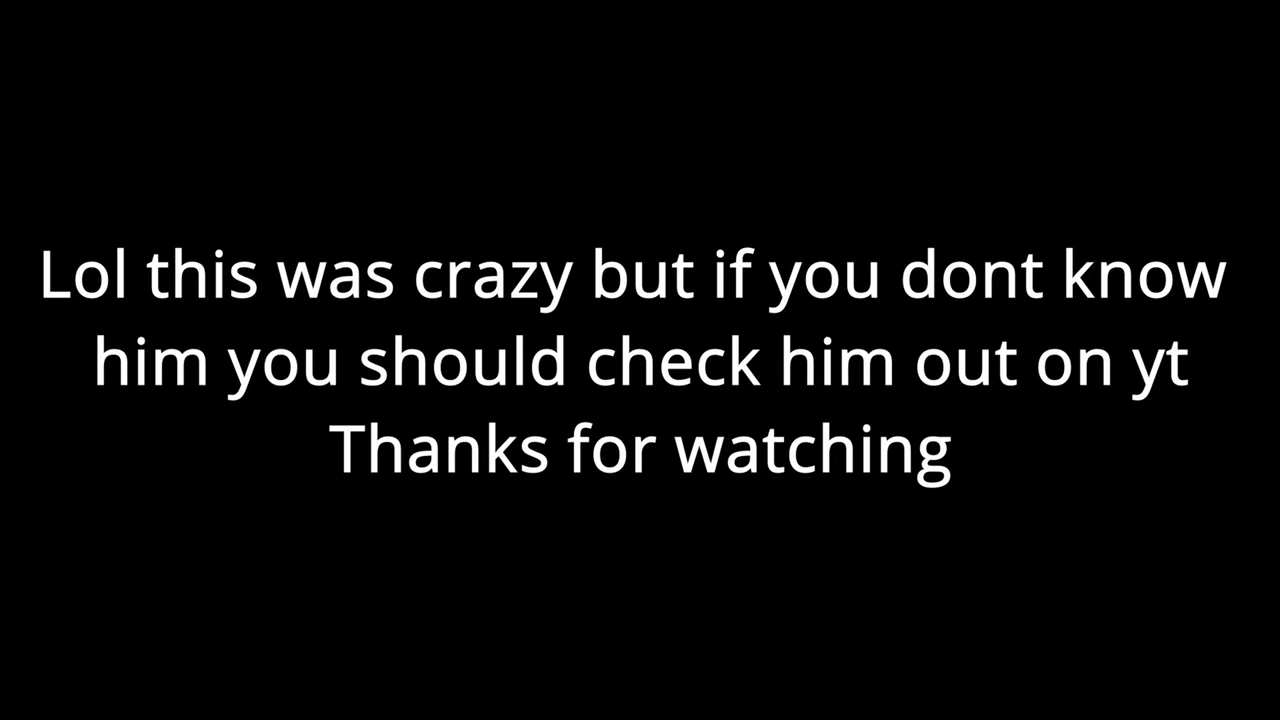 Lol this was crazy but if you dont know
him you should check him out on yt
Thanks for watching